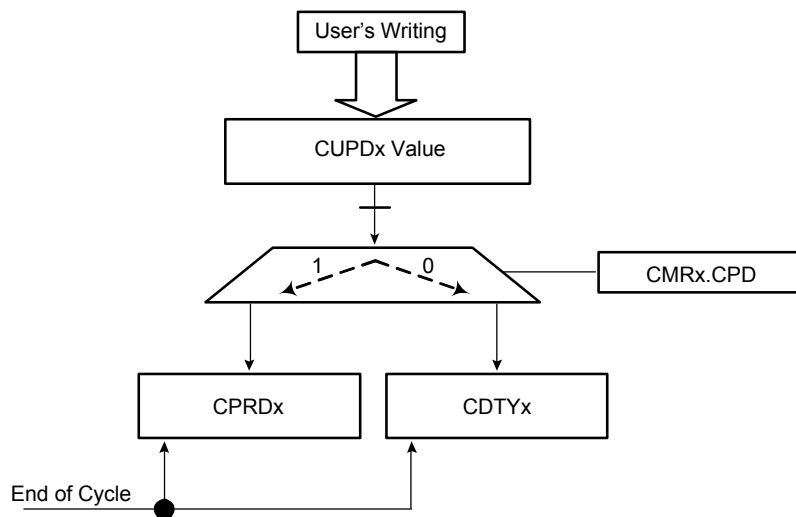 User's Writing
CUPDx Value
1
0
CMRx.CPD
CPRDx
CDTYx
End of Cycle